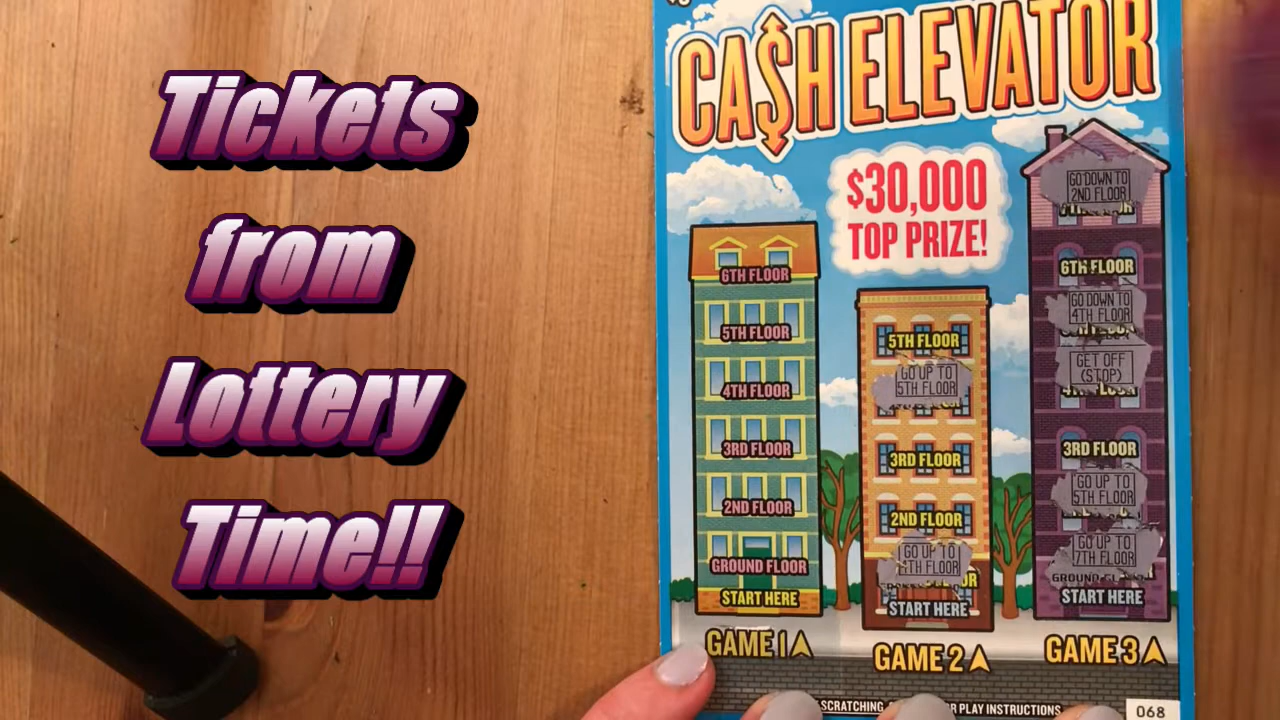 Tickets
from
Lottery
Time!!
CA$H ELEVATOR
$30,000
TOP PRIZE!
6TH FLOOR
5TH FLOOR
4TH FLOOR
3RD FLOOR
2ND FLOOR
GROUND FLOOR
START HERE
GAME 1
5TH FLOOR
GO UP TO
5TH FLOOR
3RD FLOOR
2ND FLOOR
GO UP TO
FLOOR
START HERE
GAME 2
GO DOWN TO
2ND FLOOR
6TH FLOOR
GO DOWN TO
4TH FLOOR
GET OFF
(STOP)
3RD FLOOR
GO UP TO
5TH FLOOR
GO UP TO
7TH FLOOR
START HERE
GAME 3
SCRATCHING
PLAY INSTRUCTIONS
068